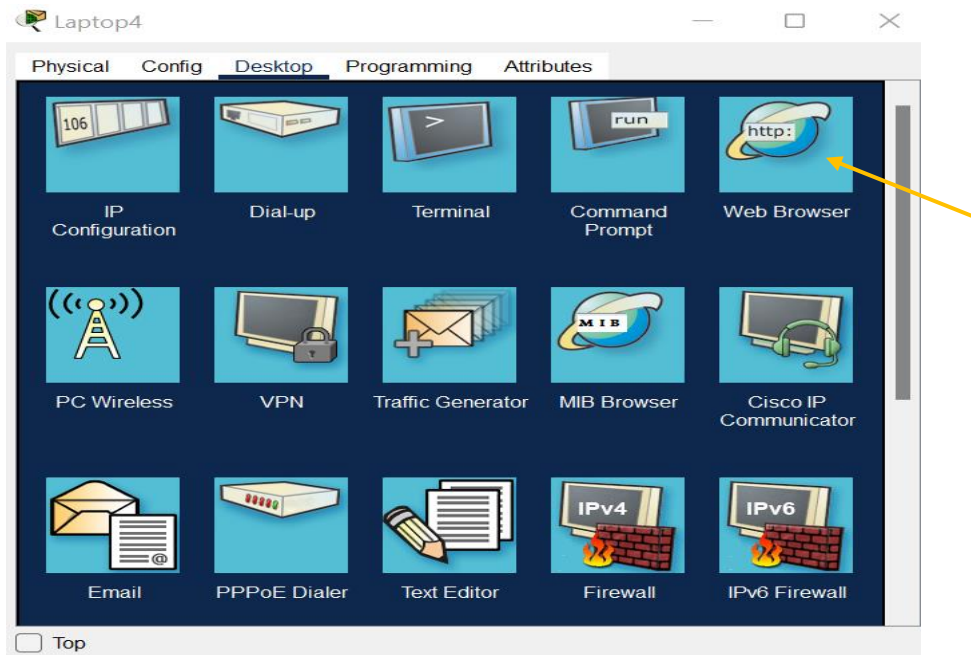 Laptop4
Physical Config Desktop Programming Attributes
106
>
run
http:
IP
Configuration
Dial-up
Terminal
Command
Prompt
Web Browser
MIB
PC Wireless
VPN
Traffic Generator
MIB Browser
Cisco IP
Communicator
@
IPv4
IPv6
Email
PPPoE Dialer
Text Editor
Firewall
IPv6 Firewall
Top